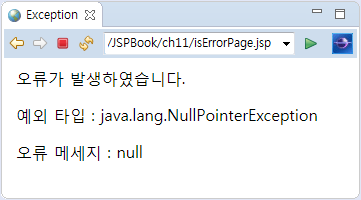 Exception
/JSPBook/ch11/isErrorPage.jsp
오류가 발생하였습니다.
예외 타입 : java.lang.NullPointerException
오류 메세지 : null